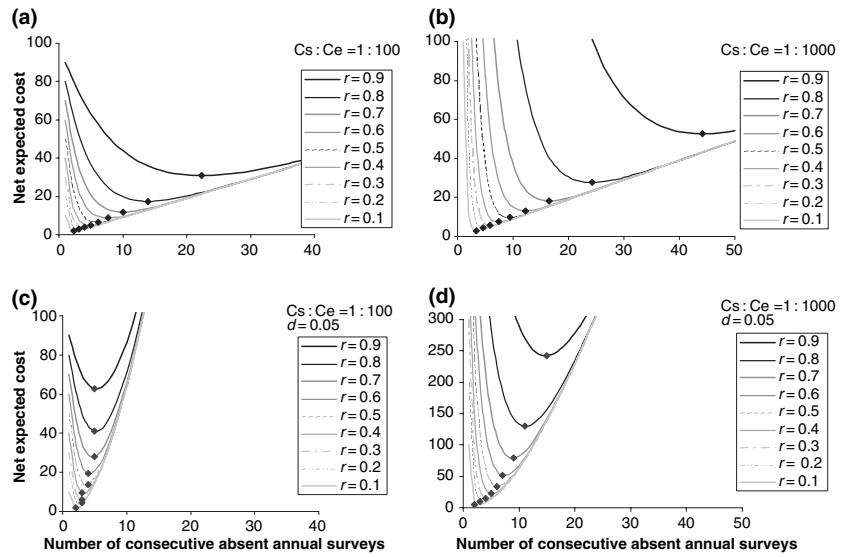 (a)
Cs : Ce =1 : 100
Net expected cost
100
80
60
40
20
0
0 10 20 30 40
r = 0.9
r = 0.8
r = 0.7
r = 0.6
r = 0.5
r = 0.4
r = 0.3
r = 0.2
r = 0.1
(b)
Cs : Ce =1 : 1000
100
80
60
40
20
0
0 10 20 30 40 50
r = 0.9
r = 0.8
r = 0.7
r = 0.6
r = 0.5
r = 0.4
r = 0.3
r = 0.2
r = 0.1
(c)
Cs : Ce =1 : 100
d = 0.05
Net expected cost
100
80
60
40
20
0
0 10 20 30 40
Number of consecutive absent annual surveys
r = 0.9
r = 0.8
r = 0.7
r = 0.6
r = 0.5
r = 0.4
r = 0.3
r = 0.2
r = 0.1
(d)
Cs : Ce =1 : 1000
d = 0.05
300
250
200
150
100
50
0
0 10 20 30 40 50
Number of consecutive absent annual surveys
r = 0.9
r = 0.8
r = 0.7
r = 0.6
r = 0.5
r = 0.4
r = 0.3
r = 0.2
r = 0.1